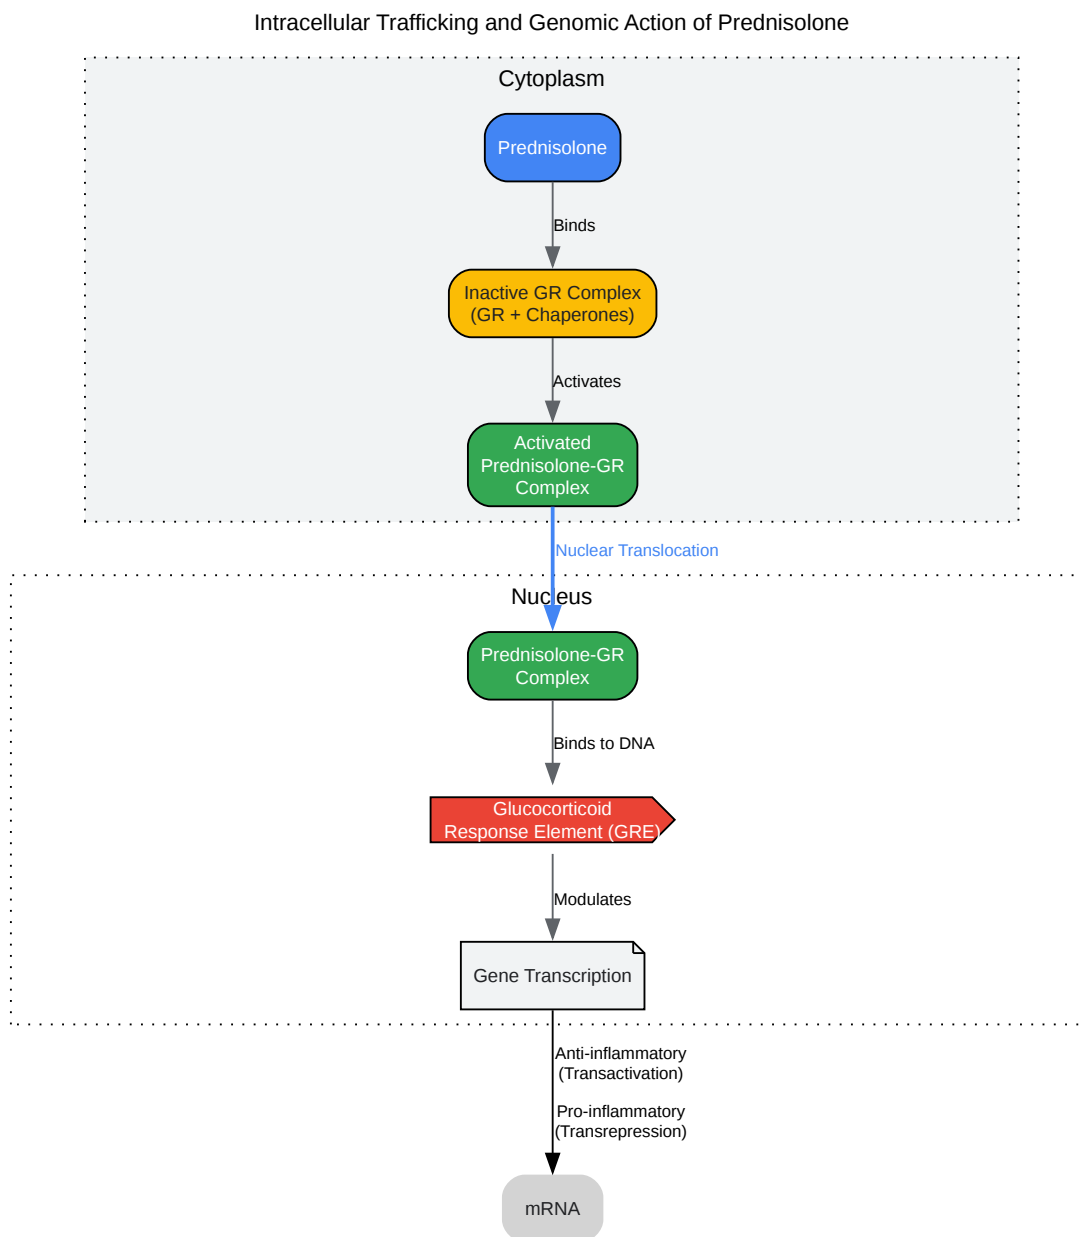 Intracellular Trafficking and Genomic Action of Prednisolone
Cytoplasm
Prednisolone
Binds
Inactive GR Complex
(GR + Chaperones)
Activates
Activated
Prednisolone-GR
Complex
Nuclear Translocation
Nucleus
Prednisolone-GR
Complex
Binds to DNA
Glucocorticoid
Response Element (GRE)
Modulates
Gene Transcription
Anti-inflammatory
(Transactivation)
Pro-inflammatory
(Transrepression)
mRNA